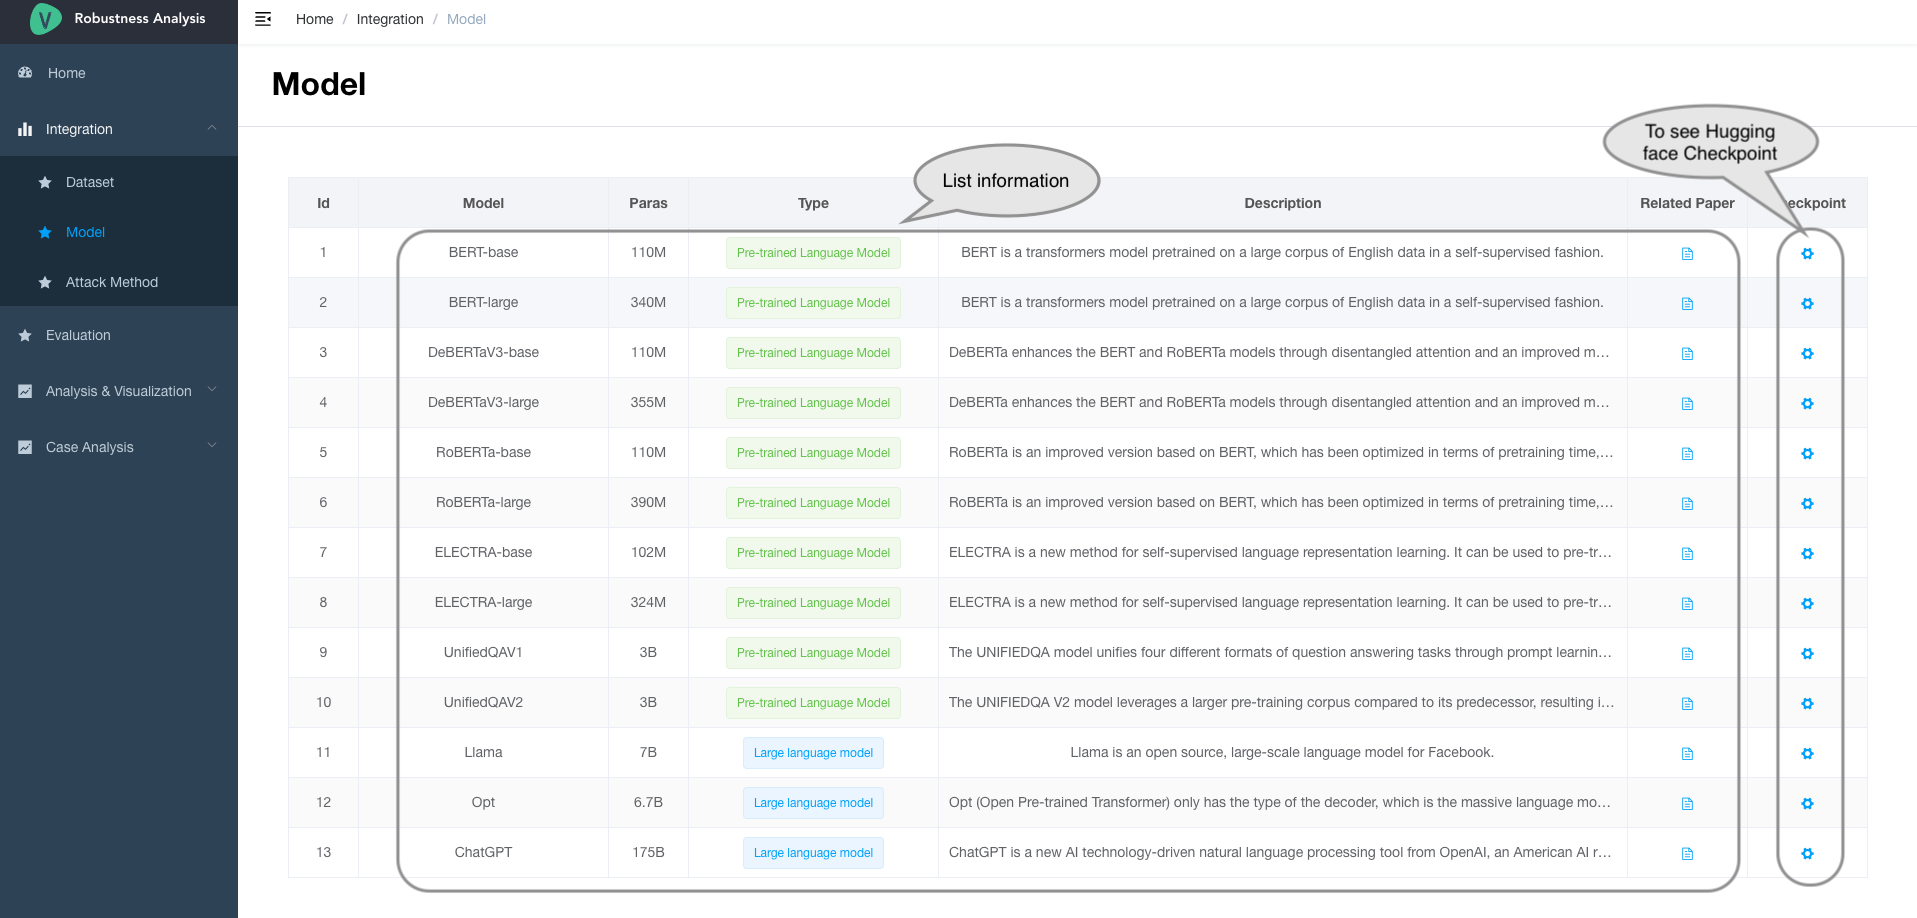 V Robustness Analysis
Home / Integration / Model
Home
Integration
Dataset
Model
Attack Method
Evaluation
Analysis & Visualization
Case Analysis
Model
To see Hugging
face Checkpoint
List information
Id Model Paras Type Description Related Paper eckpoint
1 BERT-base 110M Pre-trained Language Model BERT is a transformers model pretrained on a large corpus of English data in a self-supervised fashion.
2 BERT-large 340M Pre-trained Language Model BERT is a transformers model pretrained on a large corpus of English data in a self-supervised fashion.
3 DeBERTaV3-base 110M Pre-trained Language Model DeBERTa enhances the BERT and RoBERTa models through disentangled attention and an improved m...
4 DeBERTaV3-large 355M Pre-trained Language Model DeBERTa enhances the BERT and RoBERTa models through disentangled attention and an improved m...
5 RoBERTa-base 110M Pre-trained Language Model RoBERTa is an improved version based on BERT, which has been optimized in terms of pretraining time,...
6 RoBERTa-large 390M Pre-trained Language Model RoBERTa is an improved version based on BERT, which has been optimized in terms of pretraining time,...
7 ELECTRA-base 102M Pre-trained Language Model ELECTRA is a new method for self-supervised language representation learning. It can be used to pre-tr...
8 ELECTRA-large 324M Pre-trained Language Model ELECTRA is a new method for self-supervised language representation learning. It can be used to pre-tr...
9 UnifiedQAV1 3B Pre-trained Language Model The UNIFIEDQA model unifies four different formats of question answering tasks through prompt learnin...
10 UnifiedQAV2 3B Pre-trained Language Model The UNIFIEDQA V2 model leverages a larger pre-training corpus compared to its predecessor, resulting i...
11 Llama 7B Large language model Llama is an open source, large-scale language model for Facebook.
12 Opt 6.7B Large language model Opt (Open Pre-trained Transformer) only has the type of the decoder, which is the massive language mo...
13 ChatGPT 175B Large language model ChatGPT is a new AI technology-driven natural language processing tool from OpenAI, an American AI r...